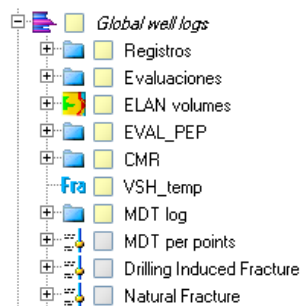 Global well logs
Registros
Evaluaciones
ELAN volumes
EVAL_PEP
CMR
Fra VSH_temp
MDT log
MDT per points
Drilling Induced Fracture
Natural Fracture